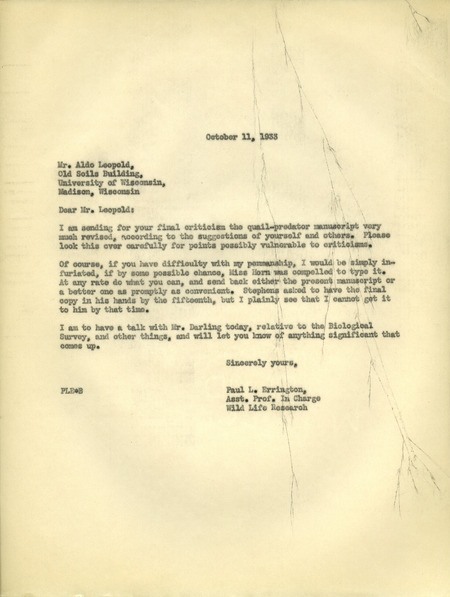 October 11, 1933
Mr. Aldo Leopold,
Old Soils Building,
University of Wisconsin,
Madison, Wisconsin
Dear Mr. Leopold:
I am sending for your final criticism the quail-predator manuscript very
much revised, according to the suggestions of yourself and others. Please
look this over carefully for points possibly vulnerable to criticisms.
Of course, if you have difficulty with my penmanship, I would be simply in-
furiated, if by some possible chance, Miss Horn was compelled to type it.
At any rate do what you can, and send back either the present manuscript or
a better one as promptly as convenient. Stephens asked to have the final
copy in his hands by the fifteenth, but I plainly see that I cannot get it
to him by that time.
I am to have a talk with Mr. Darling today, relative to the Biological
Survey, and other things, and will let you know of anything significant that
comes up.
Sincerely yours,
PLE*B
Paul L. Errington,
Asst. Prof. In Charge
Wild Life Research